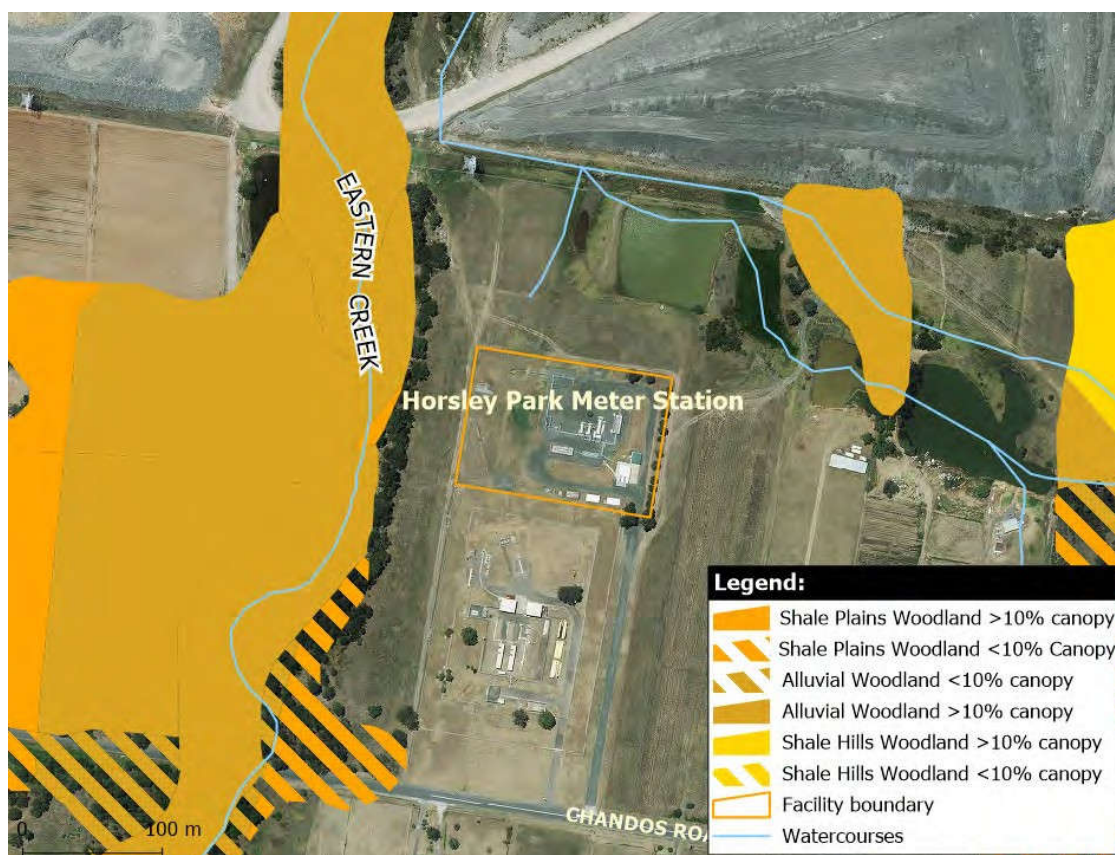 EASTERN CREEK
Horsley Park Meter Station
Legend:
Shale Plains Woodland >10% canopy
Shale Plains Woodland <10% Canopy
Alluvial Woodland <10% canopy
Alluvial Woodland >10% canopy
Shale Hills Woodland >10% canopy
Shale Hills Woodland <10% canopy
Facility boundary
Watercourses
0 100 m
CHANDOS ROA